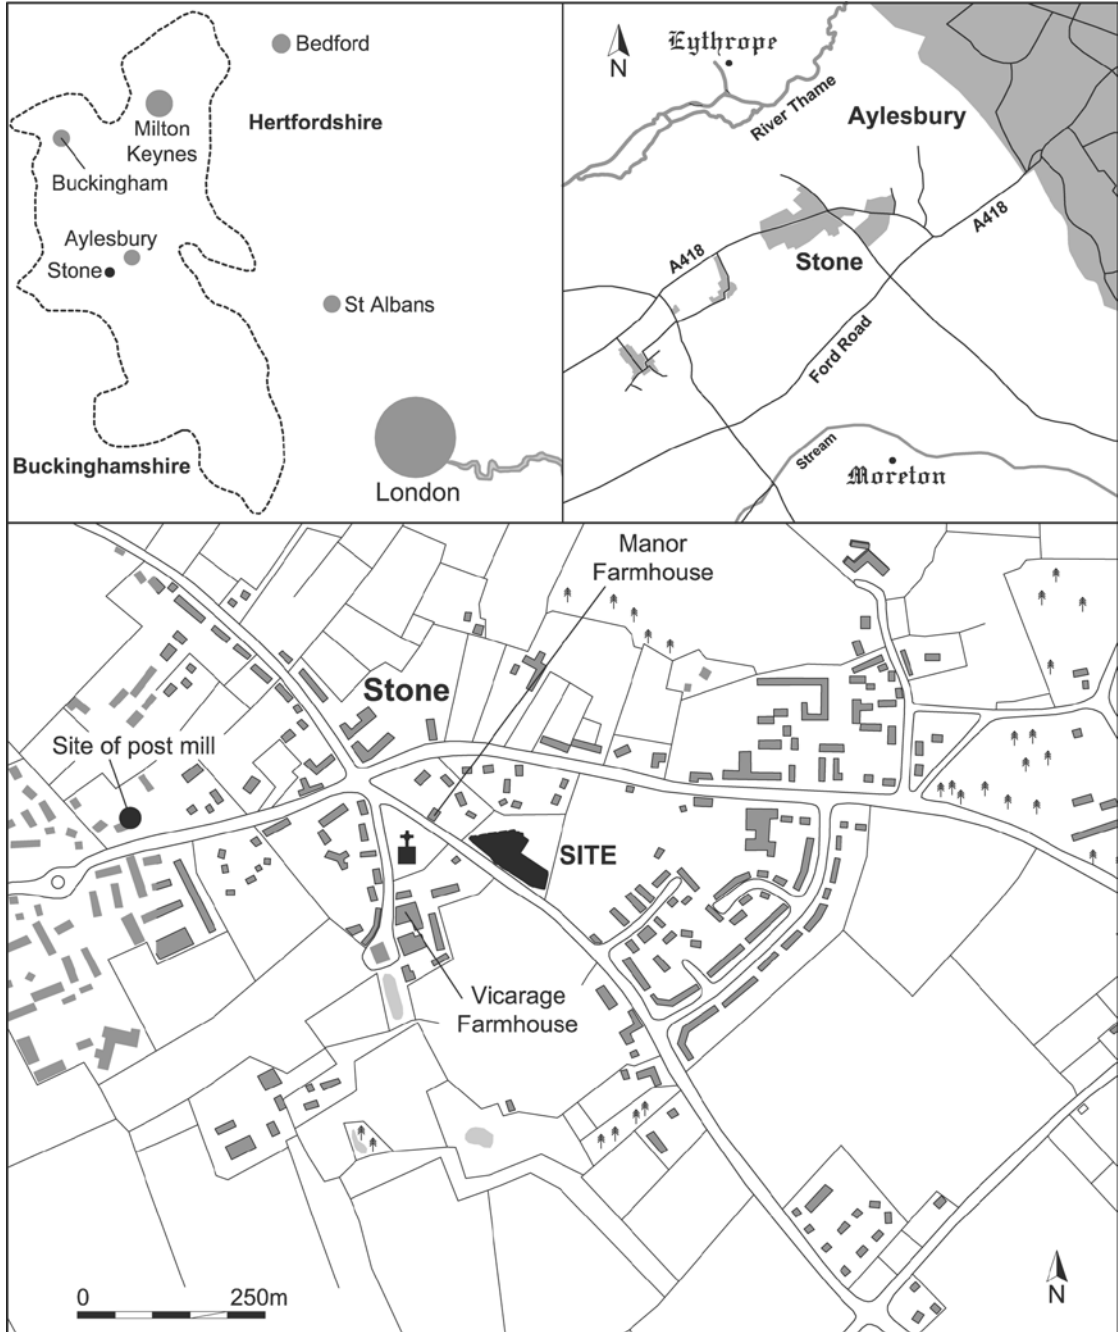 Bedford
Milton
Keynes
Hertfordshire
Buckingham
Aylesbury
Stone
St Albans
Buckinghamshire
London
N
Eythrope
River Thame
Aylesbury
A418
A418
Stone
Ford Road
Stream
Moreton
Manor
Farmhouse
Stone
Site of post mill
SITE
Vicarage
Farmhouse
0 250m
N